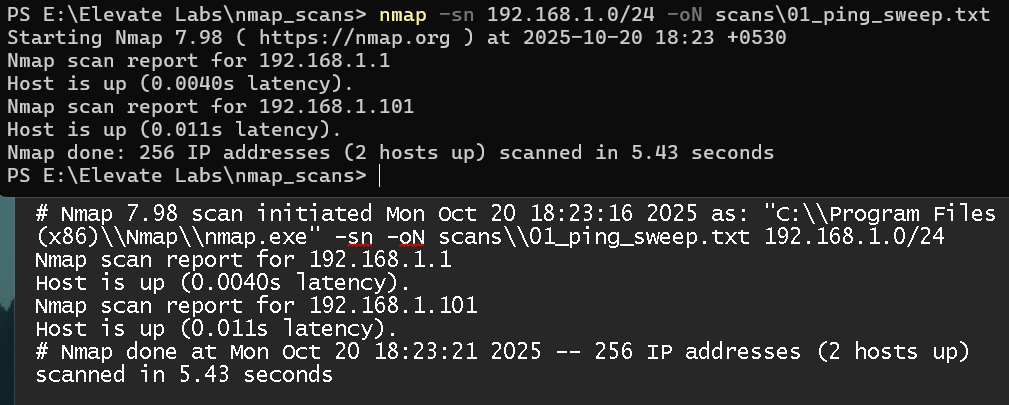 PS E:\Elevate Labs\nmap_scans> nmap -sn 192.168.1.0/24 -oN scans\01_ping_sweep.txt
Starting Nmap 7.98 ( https://nmap.org ) at 2025-10-20 18:23 +0530
Nmap scan report for 192.168.1.1
Host is up (0.0040s latency).
Nmap scan report for 192.168.1.101
Host is up (0.011s latency).
Nmap done: 256 IP addresses (2 hosts up) scanned in 5.43 seconds
PS E:\Elevate Labs\nmap_scans>
# Nmap 7.98 scan initiated Mon Oct 20 18:23:16 2025 as: "C:\\Program Files
(x86)\\Nmap\\nmap.exe" -sn -oN scans\\01_ping_sweep.txt 192.168.1.0/24
Nmap scan report for 192.168.1.1
Host is up (0.0040s latency).
Nmap scan report for 192.168.1.101
Host is up (0.011s latency).
# Nmap done at Mon Oct 20 18:23:21 2025 -- 256 IP addresses (2 hosts up)
scanned in 5.43 seconds